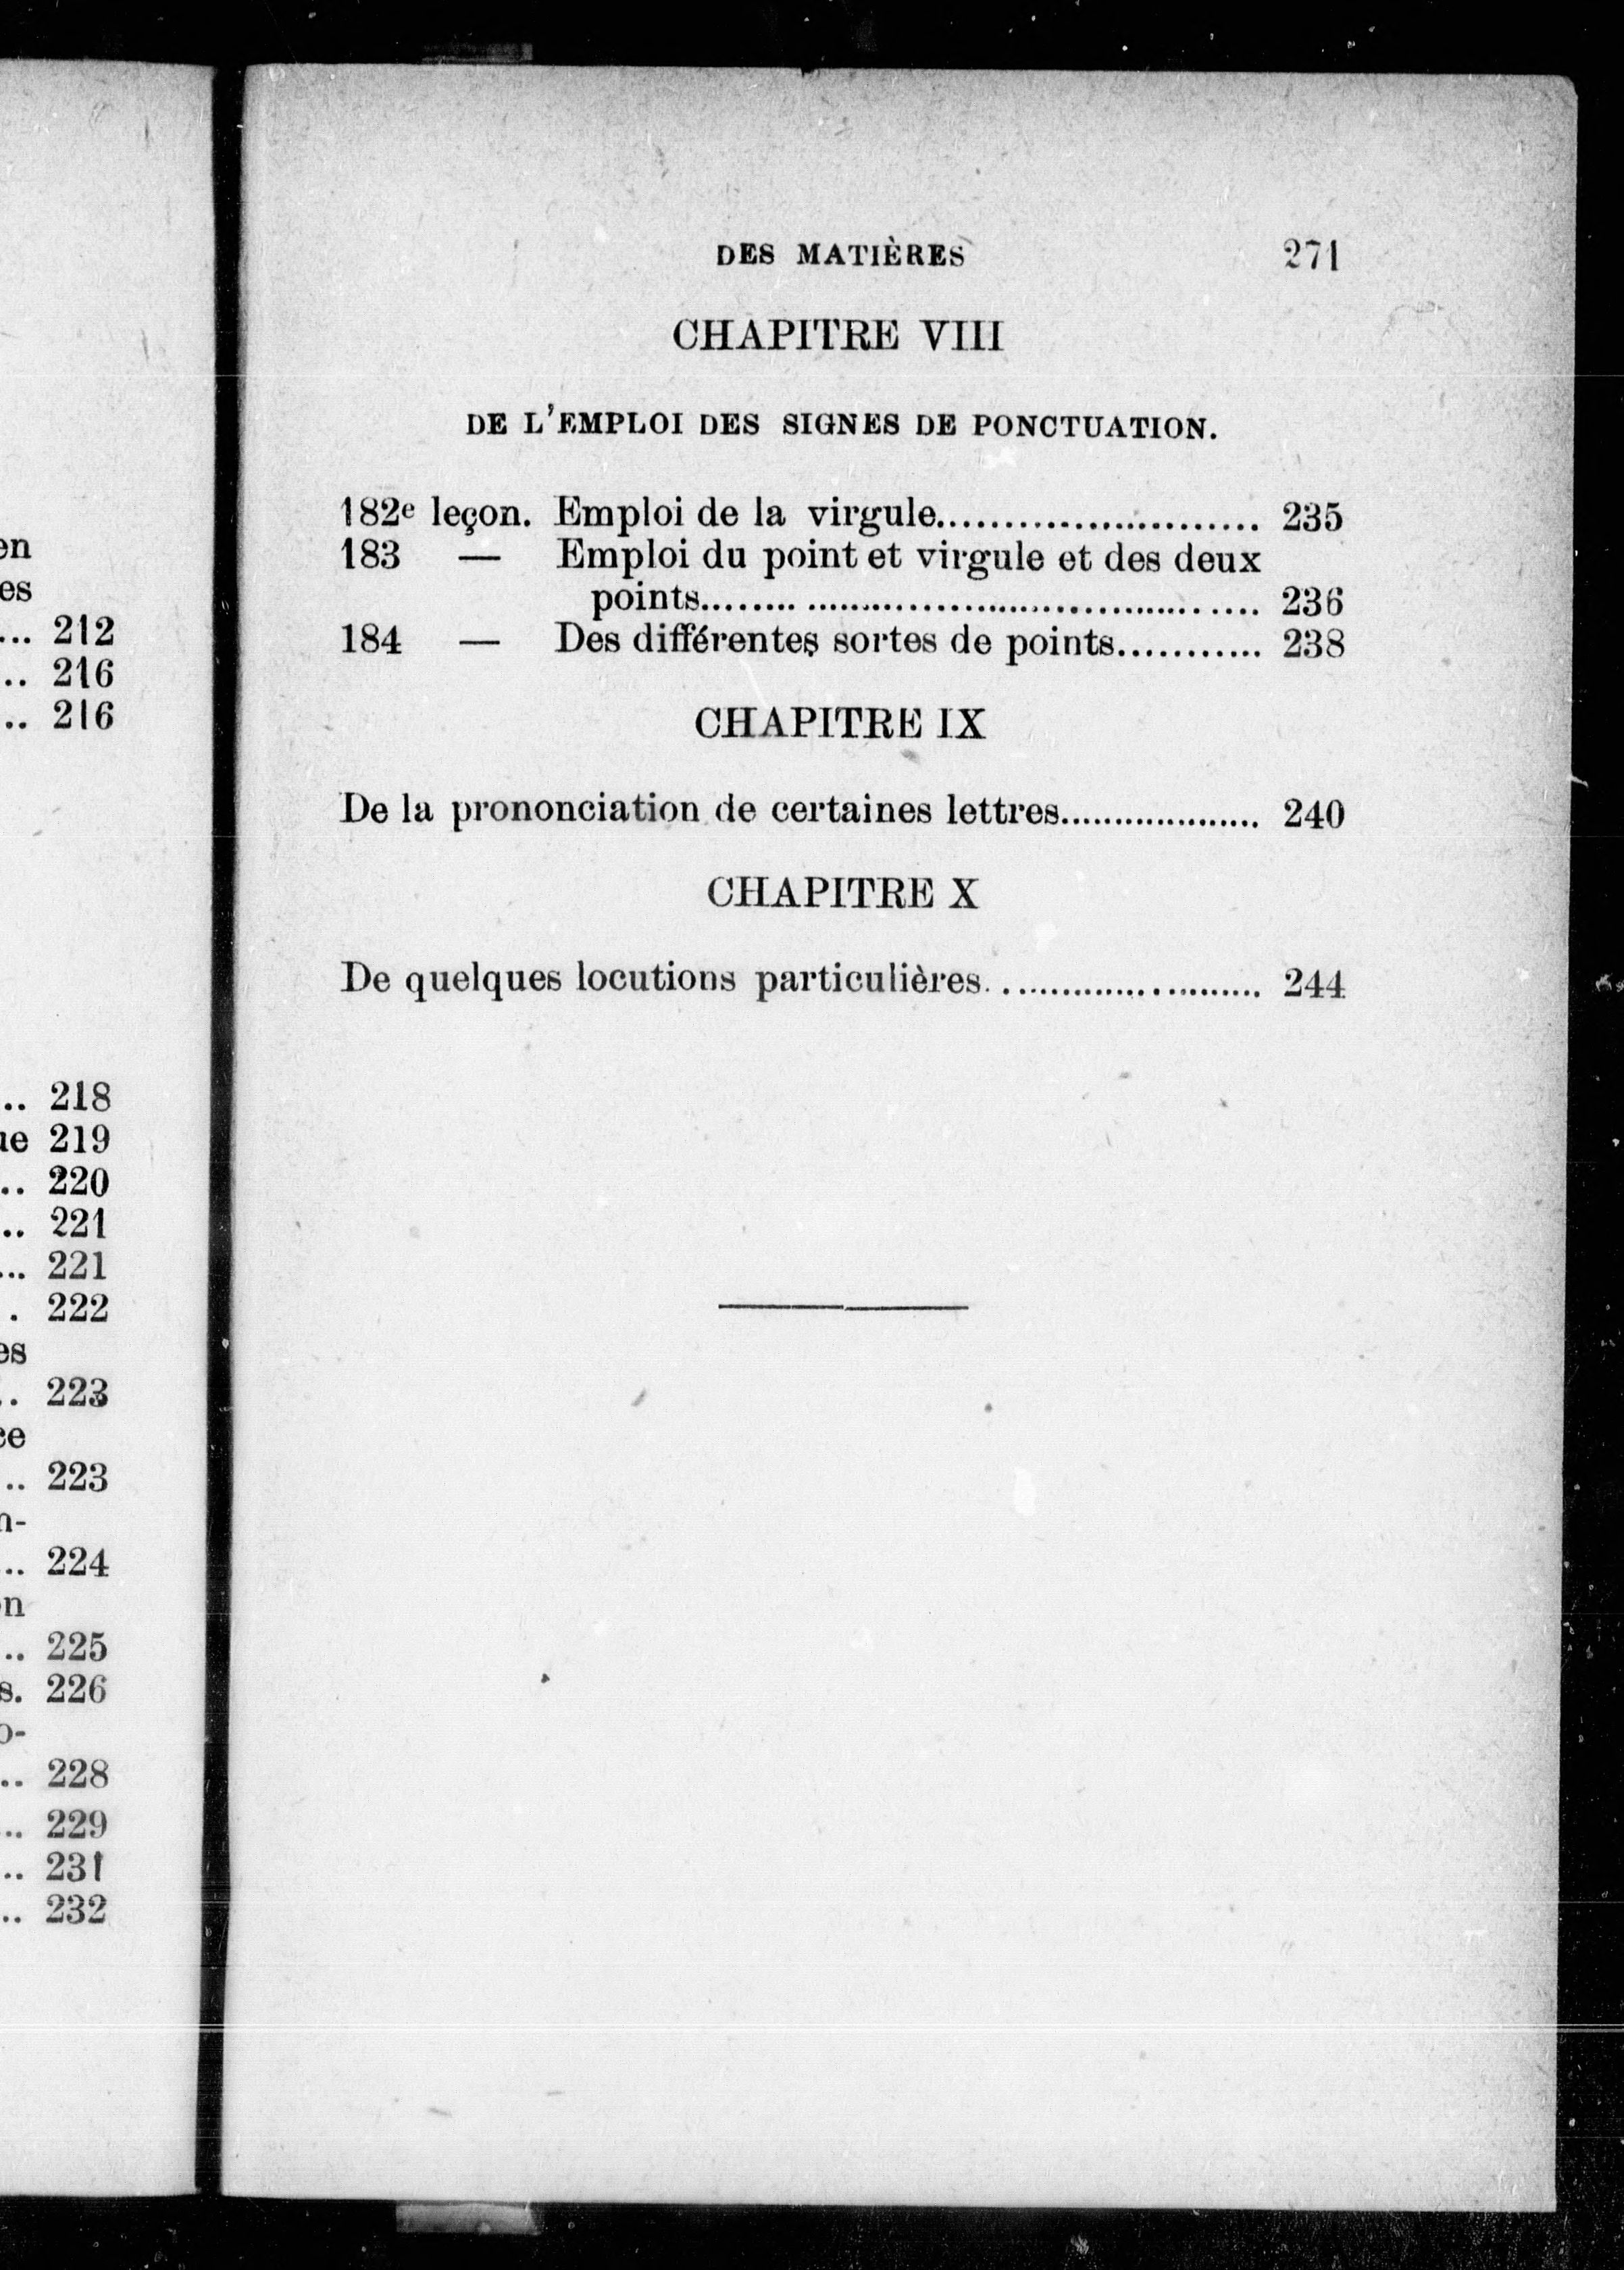 en
es
... 212
.. 216
.. 216
.. 218
ue 219
.. 220
.. 221
... 221
. 222
es
.. 223
ce
.. 223
n-
.. 224
on
.. 225
s. 226
o-
.. 228
.. 229
.. 231
.. 232
DES MATIÈRES 271
CHAPITRE VIII
DE L'EMPLOI DES SIGNES DE PONCTUATION.
182e leçon. Emploi de la virgule........................ 235
183 — Emploi du point et virgule et des deux
points.......................................... 236
184 — Des différentes sortes de points........... 238
CHAPITRE IX
De la prononciation de certaines lettres................... 240
CHAPITRE X
De quelques locutions particulières......................... 244